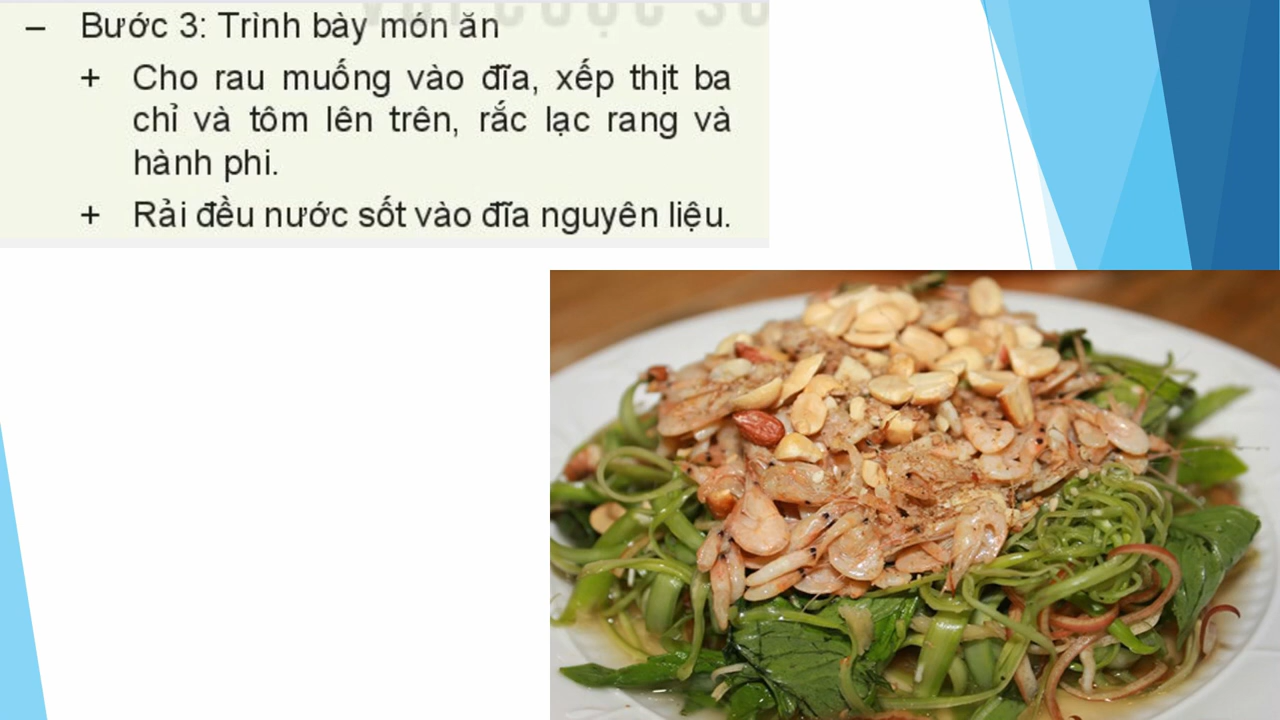 – Bước 3: Trình bày món ăn
+ Cho rau muống vào đĩa, xếp thịt ba
chỉ và tôm lên trên, rắc lạc rang và
hành phi.
+ Rải đều nước sốt vào đĩa nguyên liệu.